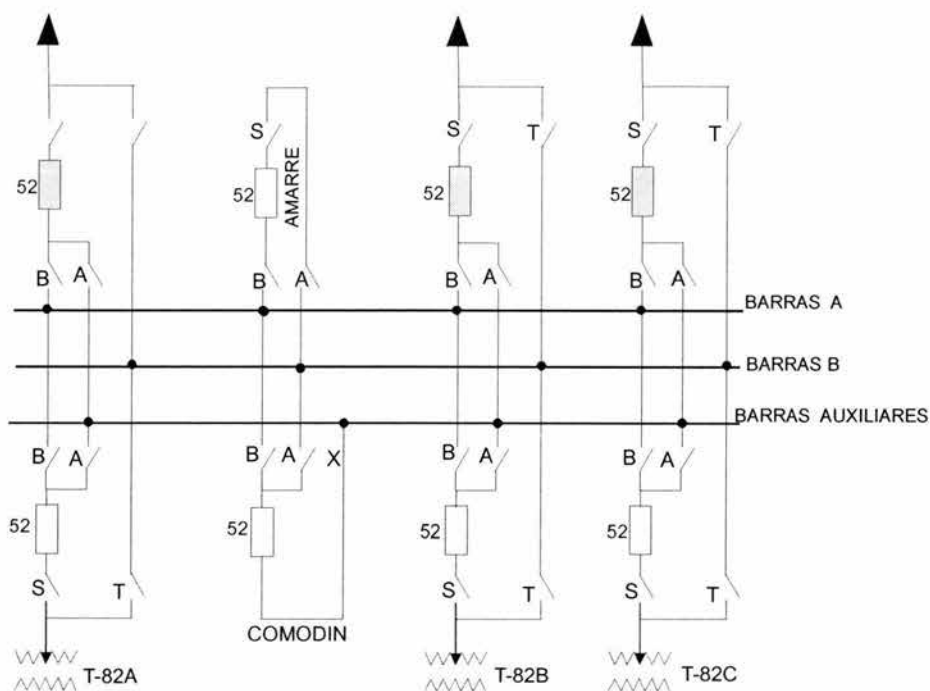 S T S T
S
52 52 AMARRE 52 52
B A B A B A B A
BARRAS A
BARRAS B
BARRAS AUXILIARES
B A B A X B A B A
52 52 52 52
S T S T S T
COMODIN
T-82A T-82B T-82C